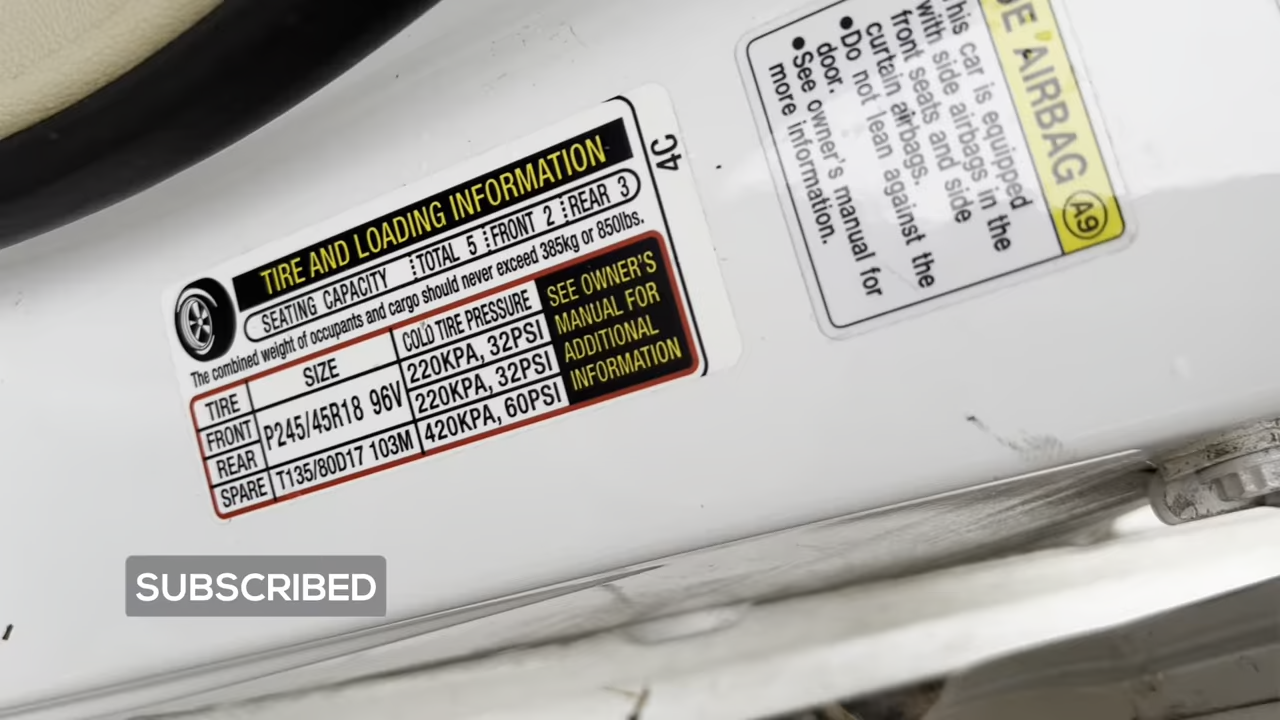 TIRE AND LOADING INFORMATION
SEATING CAPACITY TOTAL 5 FRONT 2 REAR 3
The combined weight of occupants and cargo should never exceed 385kg or 850lbs.
TIRE SIZE COLD TIRE PRESSURE
FRONT P245/45R18 96V 220KPA, 32PSI
REAR 220KPA, 32PSI
SPARE T135/80D17 103M 420KPA, 60PSI
SEE OWNER'S
MANUAL FOR
ADDITIONAL
INFORMATION
4C
AIRBAG A9
his car is equipped
with side airbags in the
front seats and side
curtain airbags.
●Do not lean against the
door.
●See owner's manual for
more information.
SUBSCRIBED